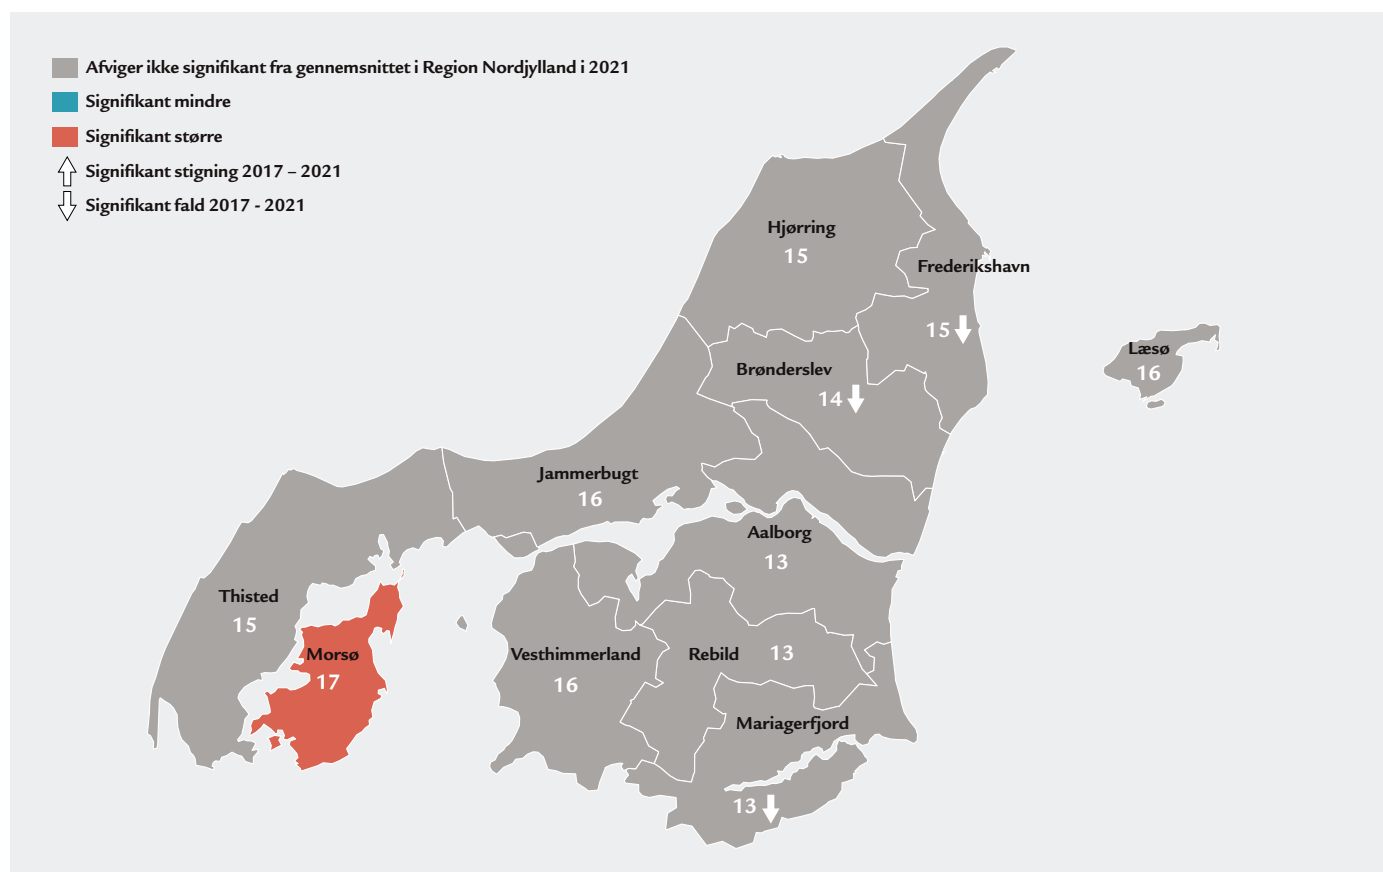 Afviger ikke signifikant fra gennemsnittet i Region Nordjylland i 2021
Signifikant mindre
Signifikant større
Signifikant stigning 2017 – 2021
Signifikant fald 2017 - 2021
Hjørring
15
Frederikshavn
15
Læsø
16
Brønderslev
14
Jammerbugt
16
Aalborg
13
Thisted
15
Morsø
17
Vesthimmerland
16
Rebild 13
Mariagerfjord
13